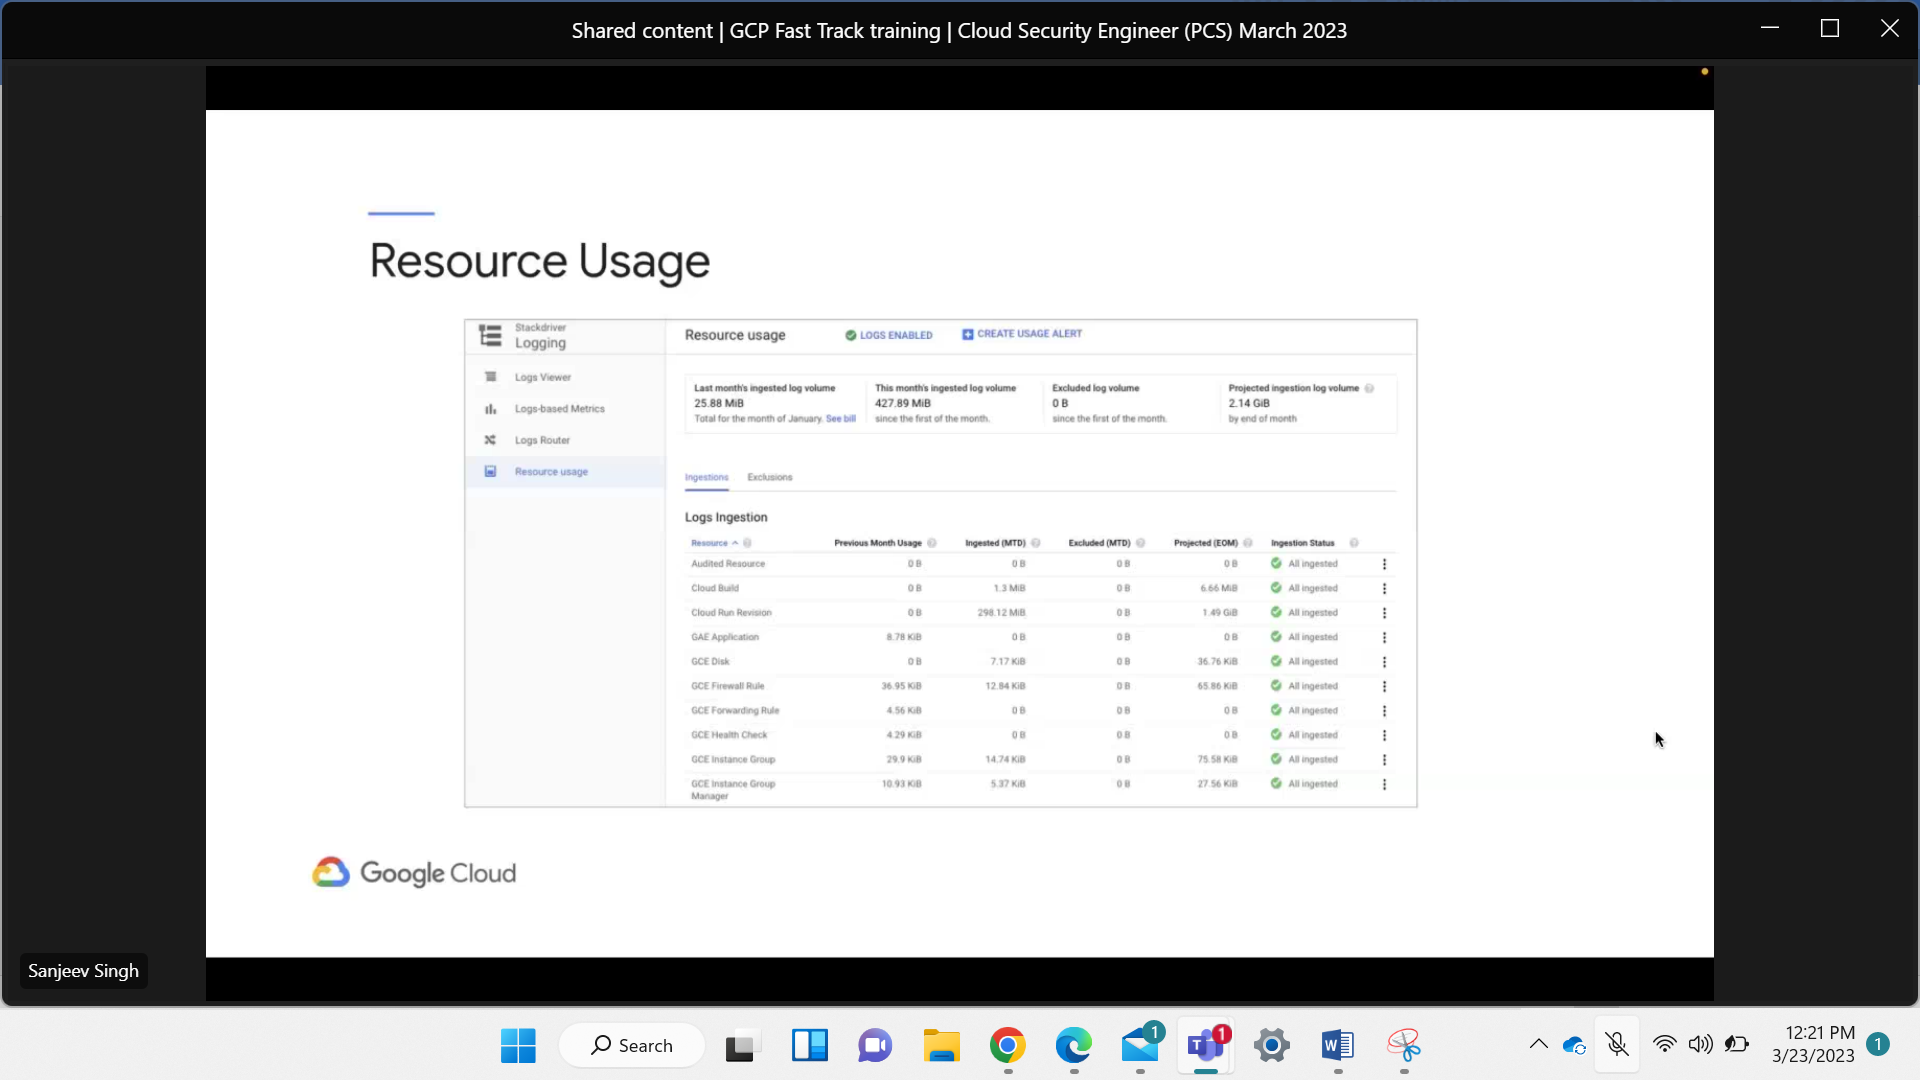 Shared content | GCP Fast Track training | Cloud Security Engineer (PCS) March 2023
Resource Usage
Stackdriver
Logging
Logs Viewer
Logs-based Metrics
Logs Router
Resource usage
Resource usage LOGS ENABLED CREATE USAGE ALERT
Last month's ingested log volume This month's ingested log volume Excluded log volume Projected ingestion log volume
25.88 MiB 427.89 MiB 0 B 2.14 GiB
Total for the month of January. See bill since the first of the month. since the first of the month. by end of month
Ingestions Exclusions
Logs Ingestion
Resource Previous Month Usage Ingested (MTD) Excluded (MTD) Projected (EOM) Ingestion Status
Audited Resource 0 B 0 B 0 B 0 B All ingested
Cloud Build 0 B 1.3 MiB 0 B 6.66 MiB All ingested
Cloud Run Revision 0 B 298.12 MiB 0 B 1.49 GiB All ingested
GAE Application 8.78 KiB 0 B 0 B 0 B All ingested
GCE Disk 0 B 7.17 KiB 0 B 36.76 KiB All ingested
GCE Firewall Rule 36.95 KiB 12.84 KiB 0 B 65.86 KiB All ingested
GCE Forwarding Rule 4.56 KiB 0 B 0 B 0 B All ingested
GCE Health Check 4.29 KiB 0 B 0 B 0 B All ingested
GCE Instance Group 29.9 KiB 14.74 KiB 0 B 75.58 KiB All ingested
GCE Instance Group 10.93 KiB 5.37 KiB 0 B 27.56 KiB All ingested
Manager
Google Cloud
Sanjeev Singh
Search
1
T
1
W
12:21 PM
3/23/2023
1